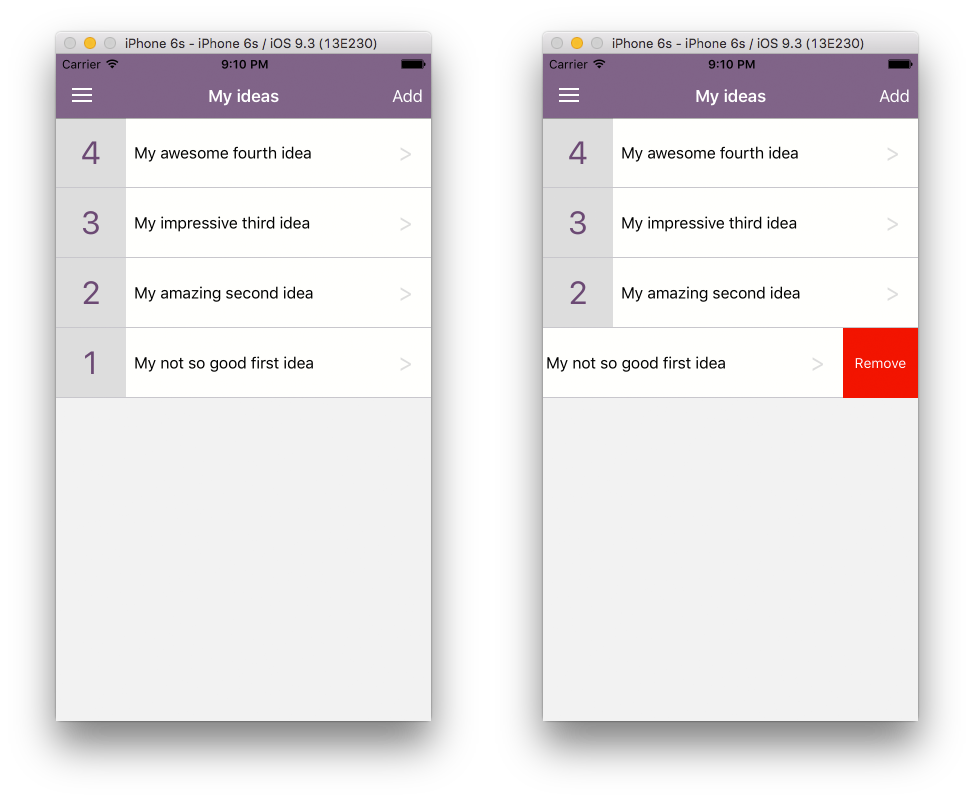 iPhone 6s - iPhone 6s / iOS 9.3 (13E230)
Carrier 9:10 PM
My ideas Add
4 My awesome fourth idea >
3 My impressive third idea >
2 My amazing second idea >
1 My not so good first idea >
iPhone 6s - iPhone 6s / iOS 9.3 (13E230)
Carrier 9:10 PM
My ideas Add
4 My awesome fourth idea >
3 My impressive third idea >
2 My amazing second idea >
My not so good first idea > Remove